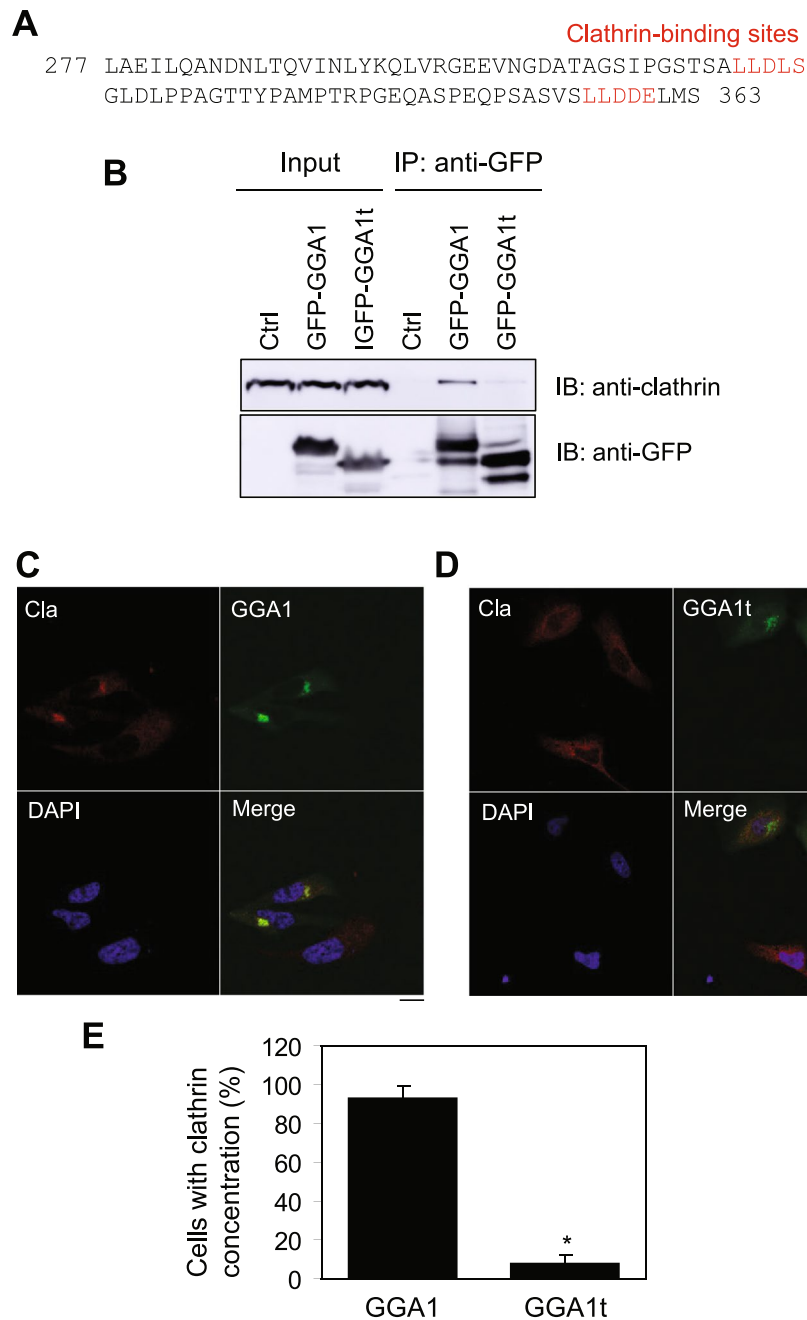 A
Clathrin-binding sites
277 LAEILQANDNLTQVINLYKQLVRGEEVNGDATAGSIPGSTSALLDLS
GLDLPPAGTTYPAMPTRPGEQASPEQPSASVSLLDDELMS 363
B
Input IP: anti-GFP
Ctrl GFP-GGA1 IGFP-GGA1t Ctrl GFP-GGA1 GFP-GGA1t
IB: anti-clathrin
IB: anti-GFP
C D
Cla GGA1 Cla GGA1t
DAPI Merge DAPI Merge
E
Cells with clathrin
concentration (%)
120
100
80
60
40
20
0
*
GGA1 GGA1t